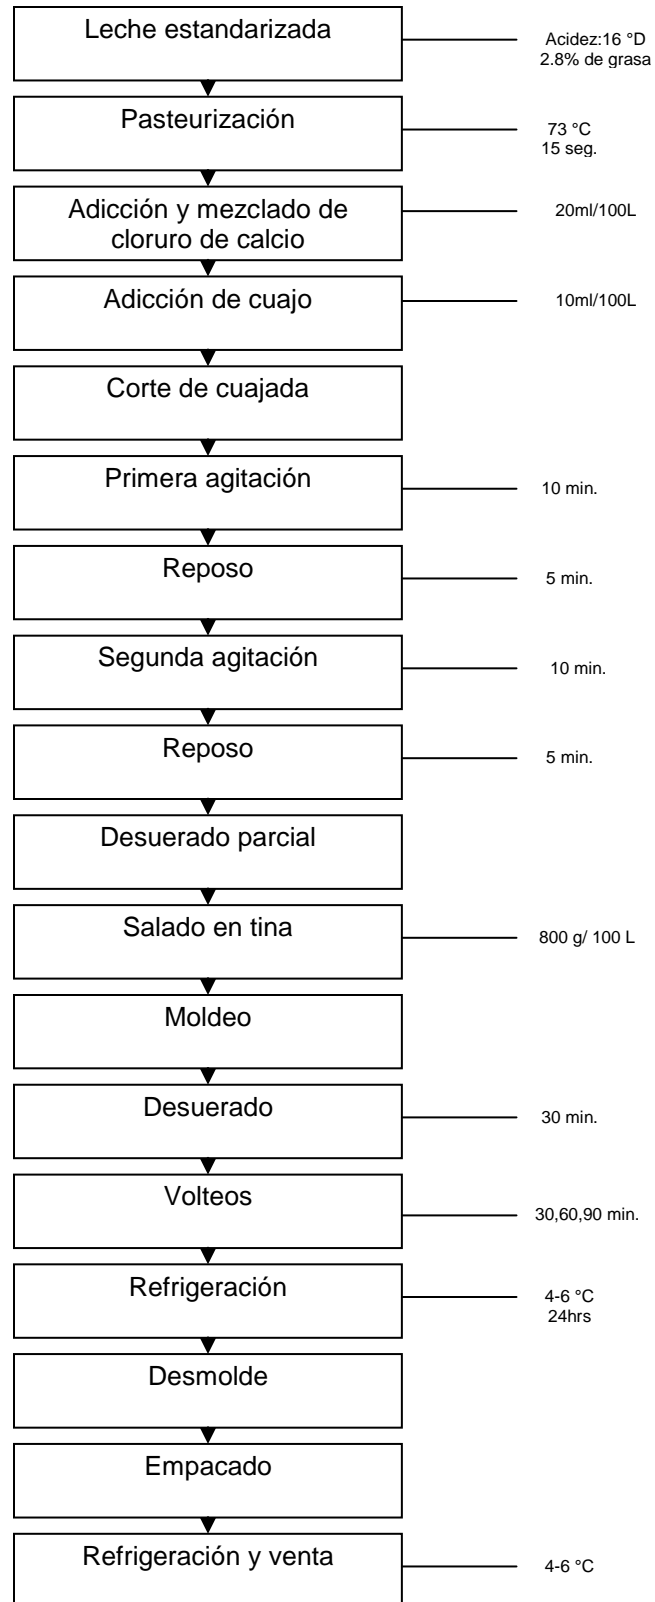 Leche estandarizada
Acidez:16 °D
2.8% de grasa
Pasteurización
73 °C
15 seg.
Adicción y mezclado de
cloruro de calcio
20ml/100L
Adicción de cuajo
10ml/100L
Corte de cuajada
Primera agitación
10 min.
Reposo
5 min.
Segunda agitación
10 min.
Reposo
5 min.
Desuerado parcial
Salado en tina
800 g/ 100 L
Moldeo
Desuerado
30 min.
Volteos
30,60,90 min.
Refrigeración
4-6 °C
24hrs
Desmolde
Empacado
Refrigeración y venta
4-6 °C